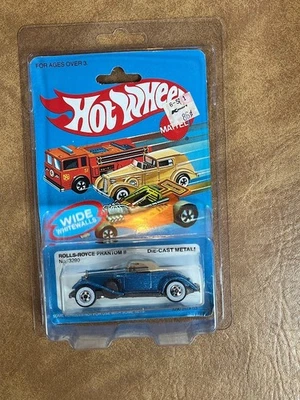 FOR AGES OVER 3.
HOT WHEELS
MATTEL
WIDE
WHITEWALLS
ROLLS-ROYCE PHANTOM II
DIE-CAST METAL!
No. 3290